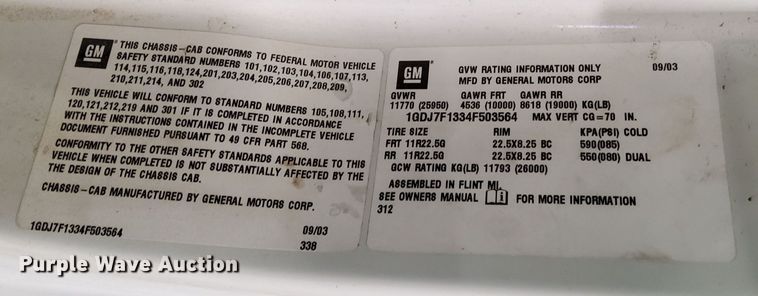 GM
THIS CHASSIS-CAB CONFORMS TO FEDERAL MOTOR VEHICLE
SAFETY STANDARD NUMBERS 101,102,103,104,106,107,113,
114,115,116,118,124,201,203,204,205,206,207,208,209,
210,211,214, AND 302
THIS VEHICLE WILL CONFORM TO STANDARD NUMBERS 105,108,111,
120,121,212,219 AND 301 IF IT IS COMPLETED IN ACCORDANCE
WITH THE INSTRUCTIONS CONTAINED IN THE INCOMPLETE VEHICLE
DOCUMENT FURNISHED PURSUANT TO 49 CFR PART 568.
CONFORMITY TO THE OTHER SAFETY STANDARDS APPLICABLE TO THIS
VEHICLE WHEN COMPLETED IS NOT SUBSTANTIALLY AFFECTED BY THE
THE DESIGN OF THE CHASSIS CAB.
CHASSIS-CAB MANUFACTURED BY GENERAL MOTORS CORP.
1GDJ7F1334F503564 09/03
338
GM
GVW RATING INFORMATION ONLY 09/03
MFD BY GENERAL MOTORS CORP
GVWR GAWR FRT GAWR RR
11770 (25950) 4536 (10000) 8618 (19000) KG(LB)
1GDJ7F1334F503564 MAX VERT CG=70 IN.
TIRE SIZE RIM KPA(PSI) COLD
FRT 11R22.5G 22.5X8.25 BC 590(085)
RR 11R22.5G 22.5X8.25 BC 550(080) DUAL
GCW RATING KG(LB) 11793 (26000)
ASSEMBLED IN FLINT MI.
SEE OWNERS MANUAL FOR MORE INFORMATION
312
Purple Wave Auction